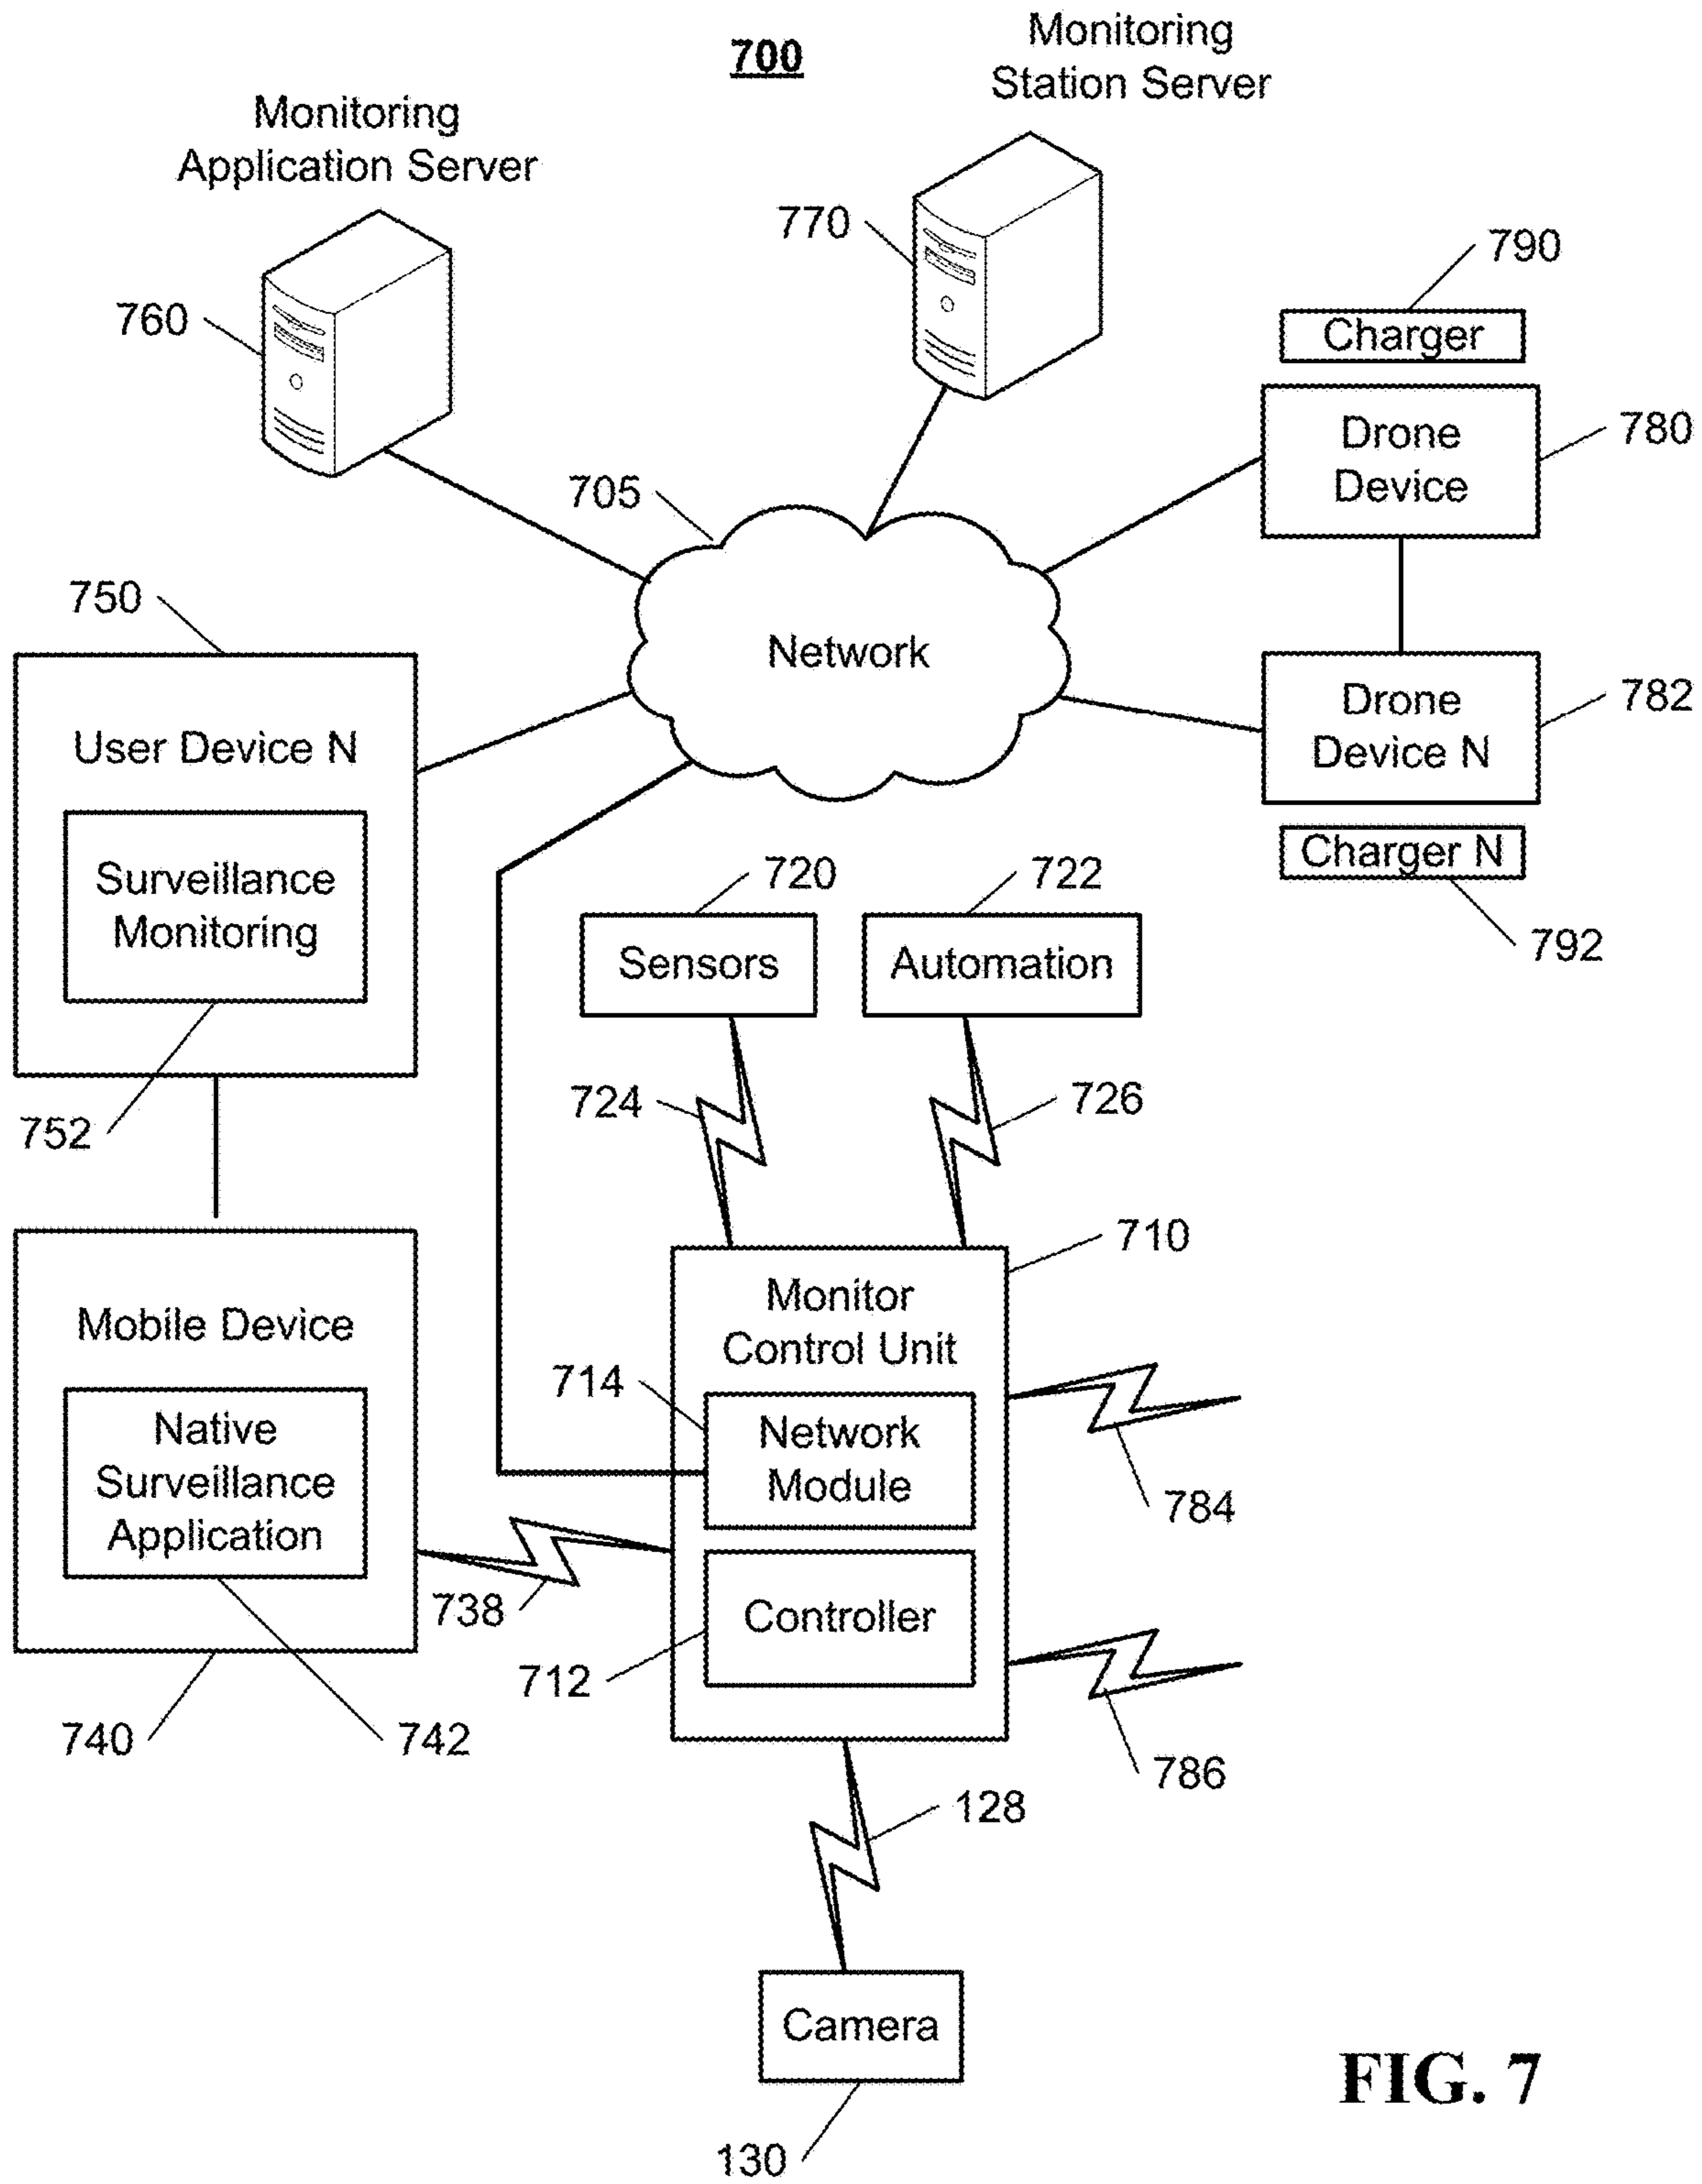 700
Monitoring
Station Server
Monitoring
Application Server
770
790
760
Charger
Drone
Device
780
705
750
Network
782
Drone
Device N
User Device N
Charger N
792
Surveillance
Monitoring
720
722
Sensors
Automation
724
726
752
710
Mobile Device
Monitor
Control Unit
714
Native
Surveillance
Application
Network
Module
784
738
Controller
712
740
742
786
128
Camera
130
FIG. 7